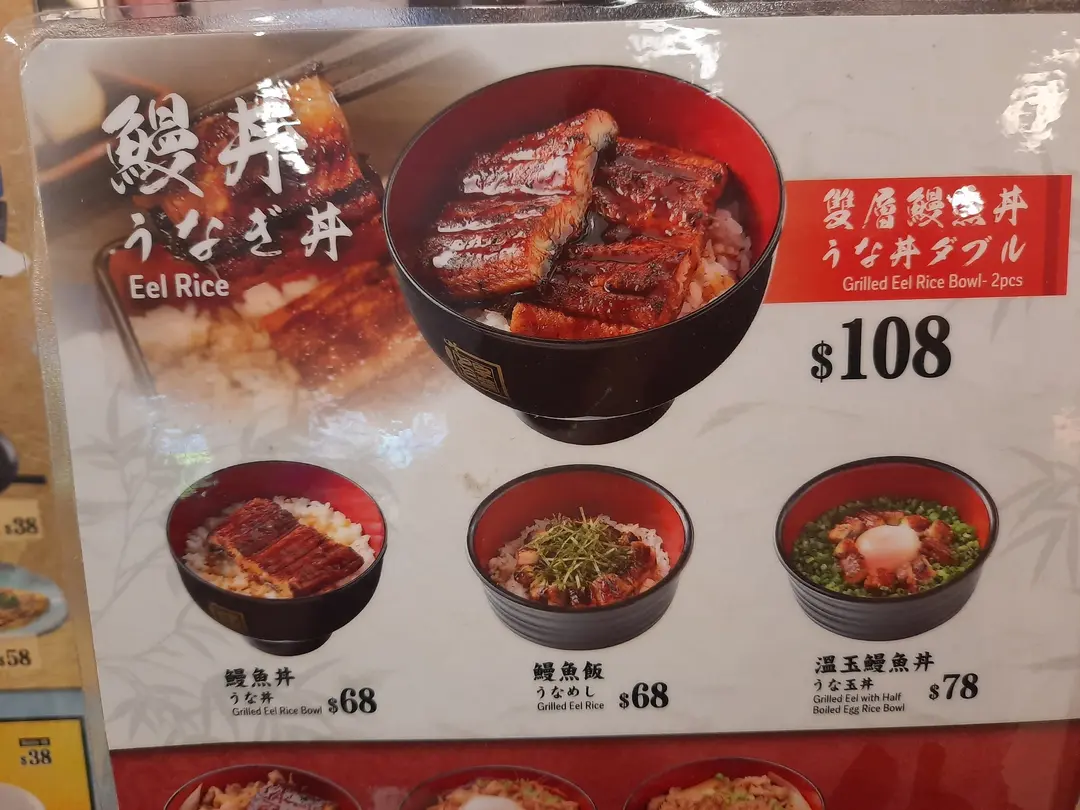 鰻丼
うなぎ丼
Eel Rice
雙層鰻魚丼
うな丼ダブル
Grilled Eel Rice Bowl- 2pcs
$108
鰻魚丼
うな丼
Grilled Eel Rice Bowl
$68
鰻魚飯
うなめし
Grilled Eel Rice
$68
溫玉鰻魚丼
うな玉丼
Grilled Eel with Half
Boiled Egg Rice Bowl
$78
$38
$58
$38